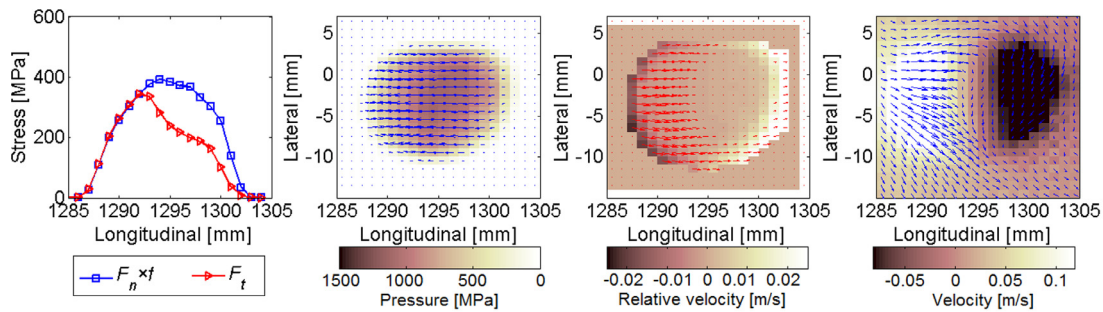 600
400
200
0
Stress [MPa]
1285 1290 1295 1300 1305
Longitudinal [mm]
F_n × f F_t
5
0
-5
-10
Lateral [mm]
1285 1290 1295 1300 1305
Longitudinal [mm]
1500 1000 500 0
Pressure [MPa]
5
0
-5
-10
Lateral [mm]
1285 1290 1295 1300 1305
Longitudinal [mm]
-0.02 -0.01 0 0.01 0.02
Relative velocity [m/s]
5
0
-5
-10
Lateral [mm]
1285 1290 1295 1300 1305
Longitudinal [mm]
-0.05 0 0.05 0.1
Velocity [m/s]